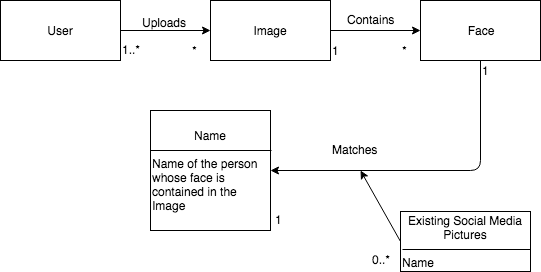 Uploads
Contains
User
Image
Face
1..*
*
1
*
1
Name
Matches
Name of the person
whose face is
contained in the
Image
1
Existing Social Media
Pictures
0..*
Name